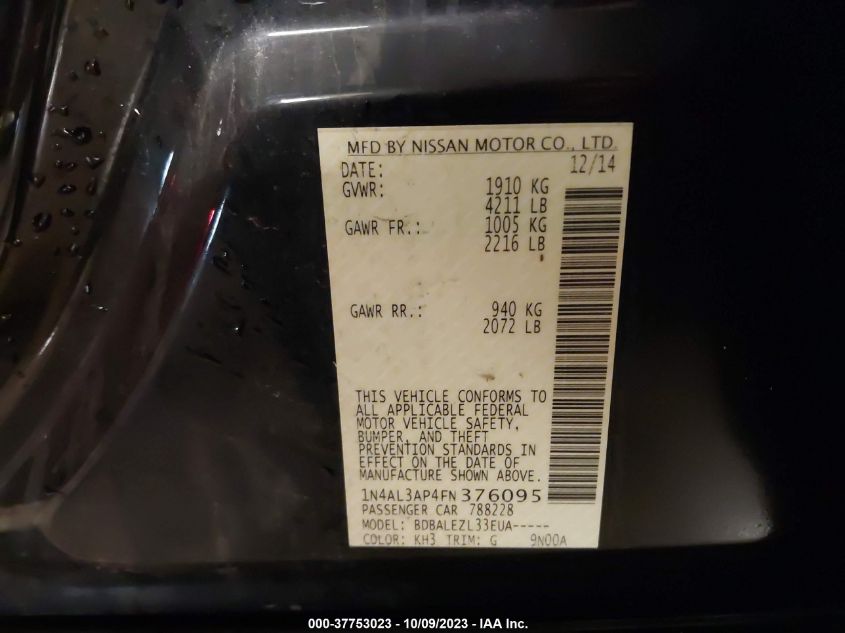 MFD BY NISSAN MOTOR CO., LTD.
DATE: 12/14
GVWR: 1910 KG
4211 LB
GAWR FR.: 1005 KG
2216 LB
GAWR RR.: 940 KG
2072 LB
THIS VEHICLE CONFORMS TO
ALL APPLICABLE FEDERAL
MOTOR VEHICLE SAFETY,
BUMPER, AND THEFT
PREVENTION STANDARDS IN
EFFECT ON THE DATE OF
MANUFACTURE SHOWN ABOVE.
1N4AL3AP4FN376095
PASSENGER CAR 788228
MODEL: BDBALEZL33EUA-----
COLOR: KH3 TRIM: G 9N00A
000-37753023 - 10/09/2023 - IAA Inc.